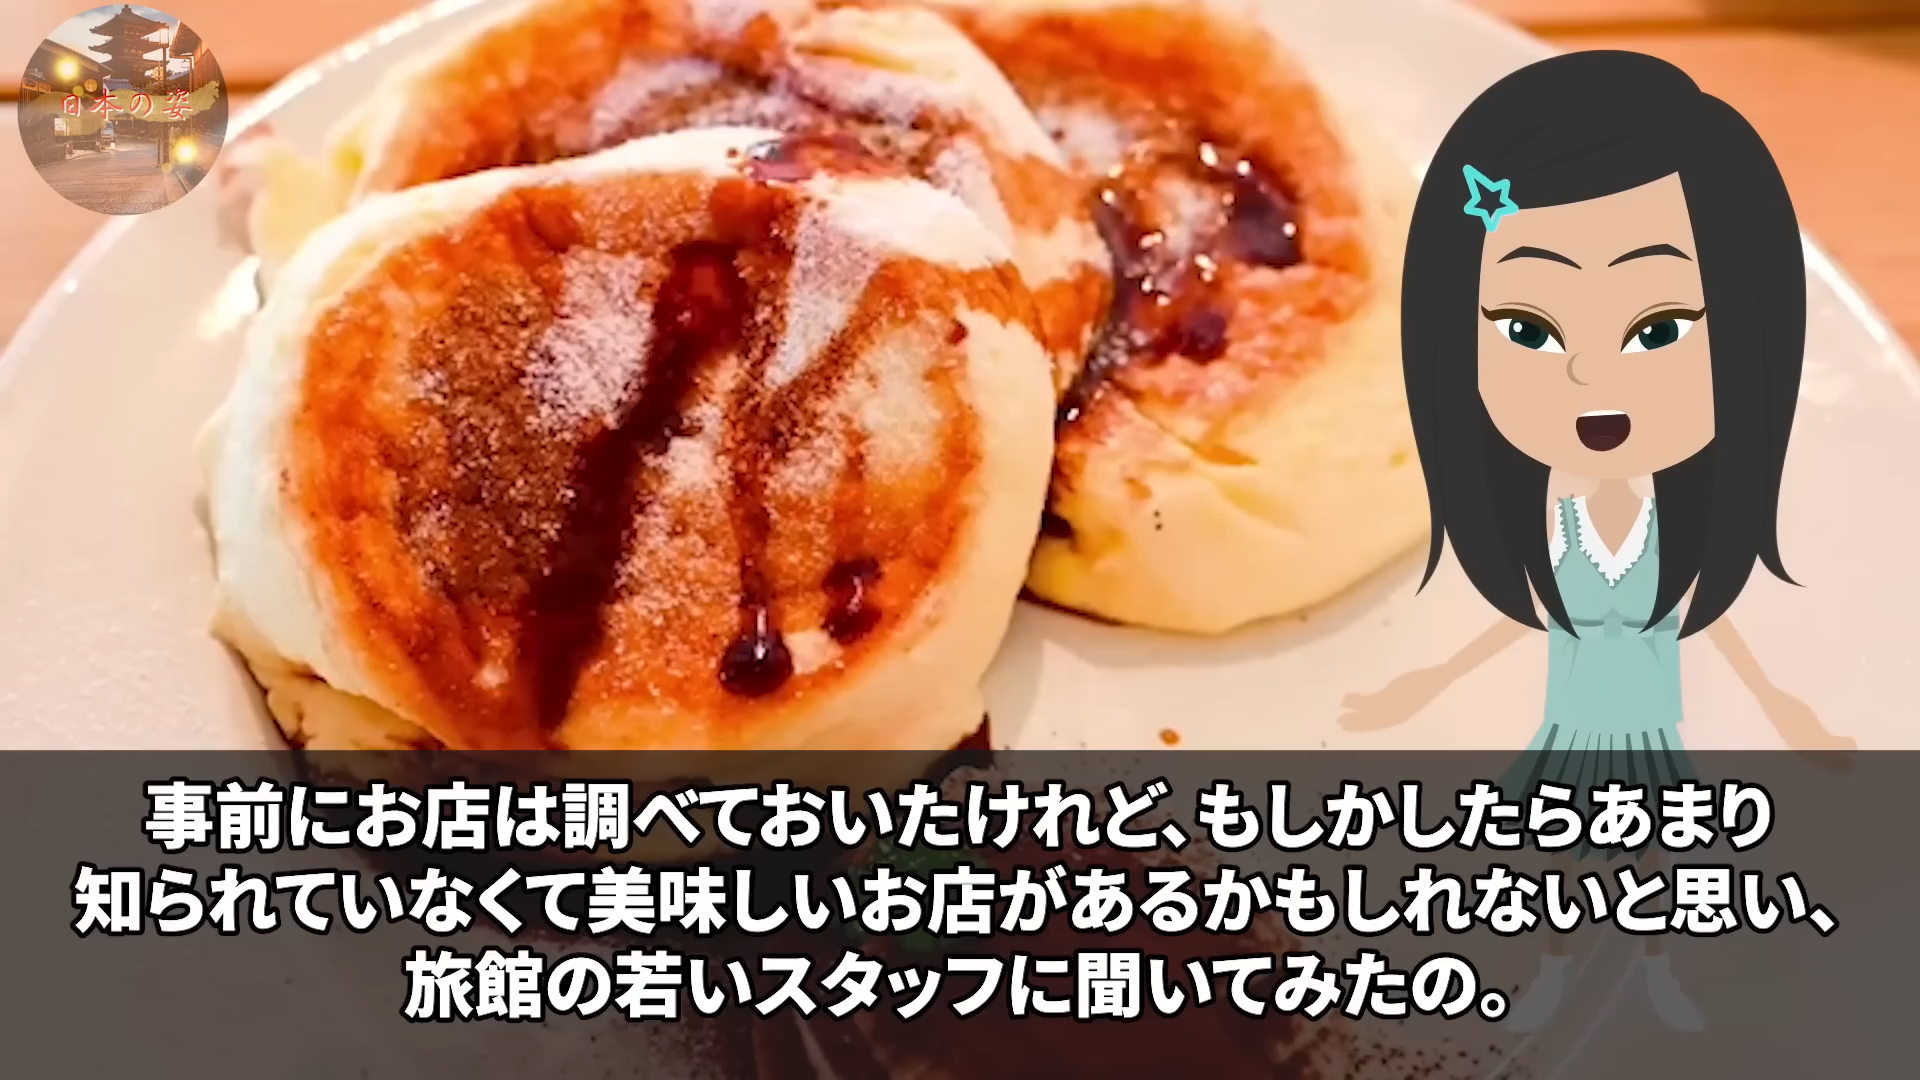 日本の姿
事前にお店は調べておいたけれど、もしかしたらあまり
知られていなくて美味しいお店があるかもしれないと思い、
旅館の若いスタッフに聞いてみたの。